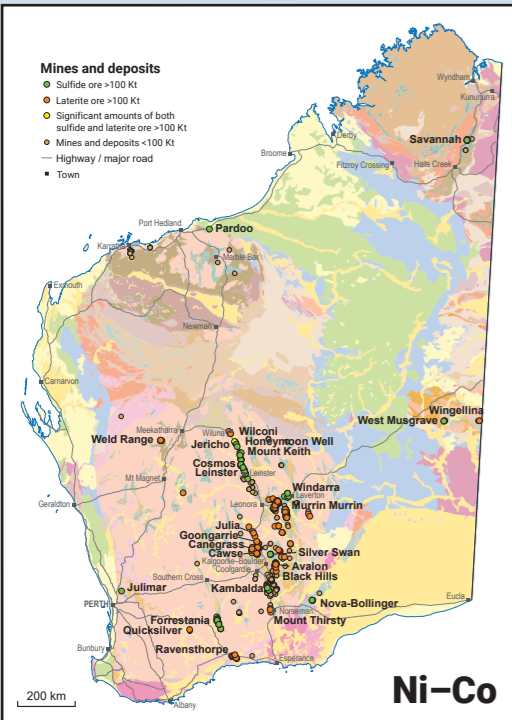 Mines and deposits
Sulfide ore >100 Kt
Laterite ore >100 Kt
Significant amounts of both
sulfide and laterite ore >100 Kt
Mines and deposits <100 Kt
Highway / major road
Town
Wyndham
Kununurra
Savannah
Derby
Broome
Fitzroy Crossing
Halls Creek
Port Hedland
Pardoo
Karratha
Marble Bar
Exmouth
Newman
Carnarvon
Wingellina
West Musgrave
Meekatharra
Wiluna
Wilconi
Weld Range
Jericho
Honeymoon Well
Mount Keith
Cosmos
Leinster
Leinster
Mt Magnet
Windarra
Laverton
Geraldton
Leonora
Murrin Murrin
Julia
Goongarrie
Canegrass
Cawse
Silver Swan
Kalgoorlie–Boulder
Coolgardie
Avalon
Southern Cross
Black Hills
Julimar
Kambalda
PERTH
Nova-Bollinger
Eucla
Norseman
Forrestania
Mount Thirsty
Quicksilver
Bunbury
Ravensthorpe
Esperance
Albany
200 km
Ni–Co